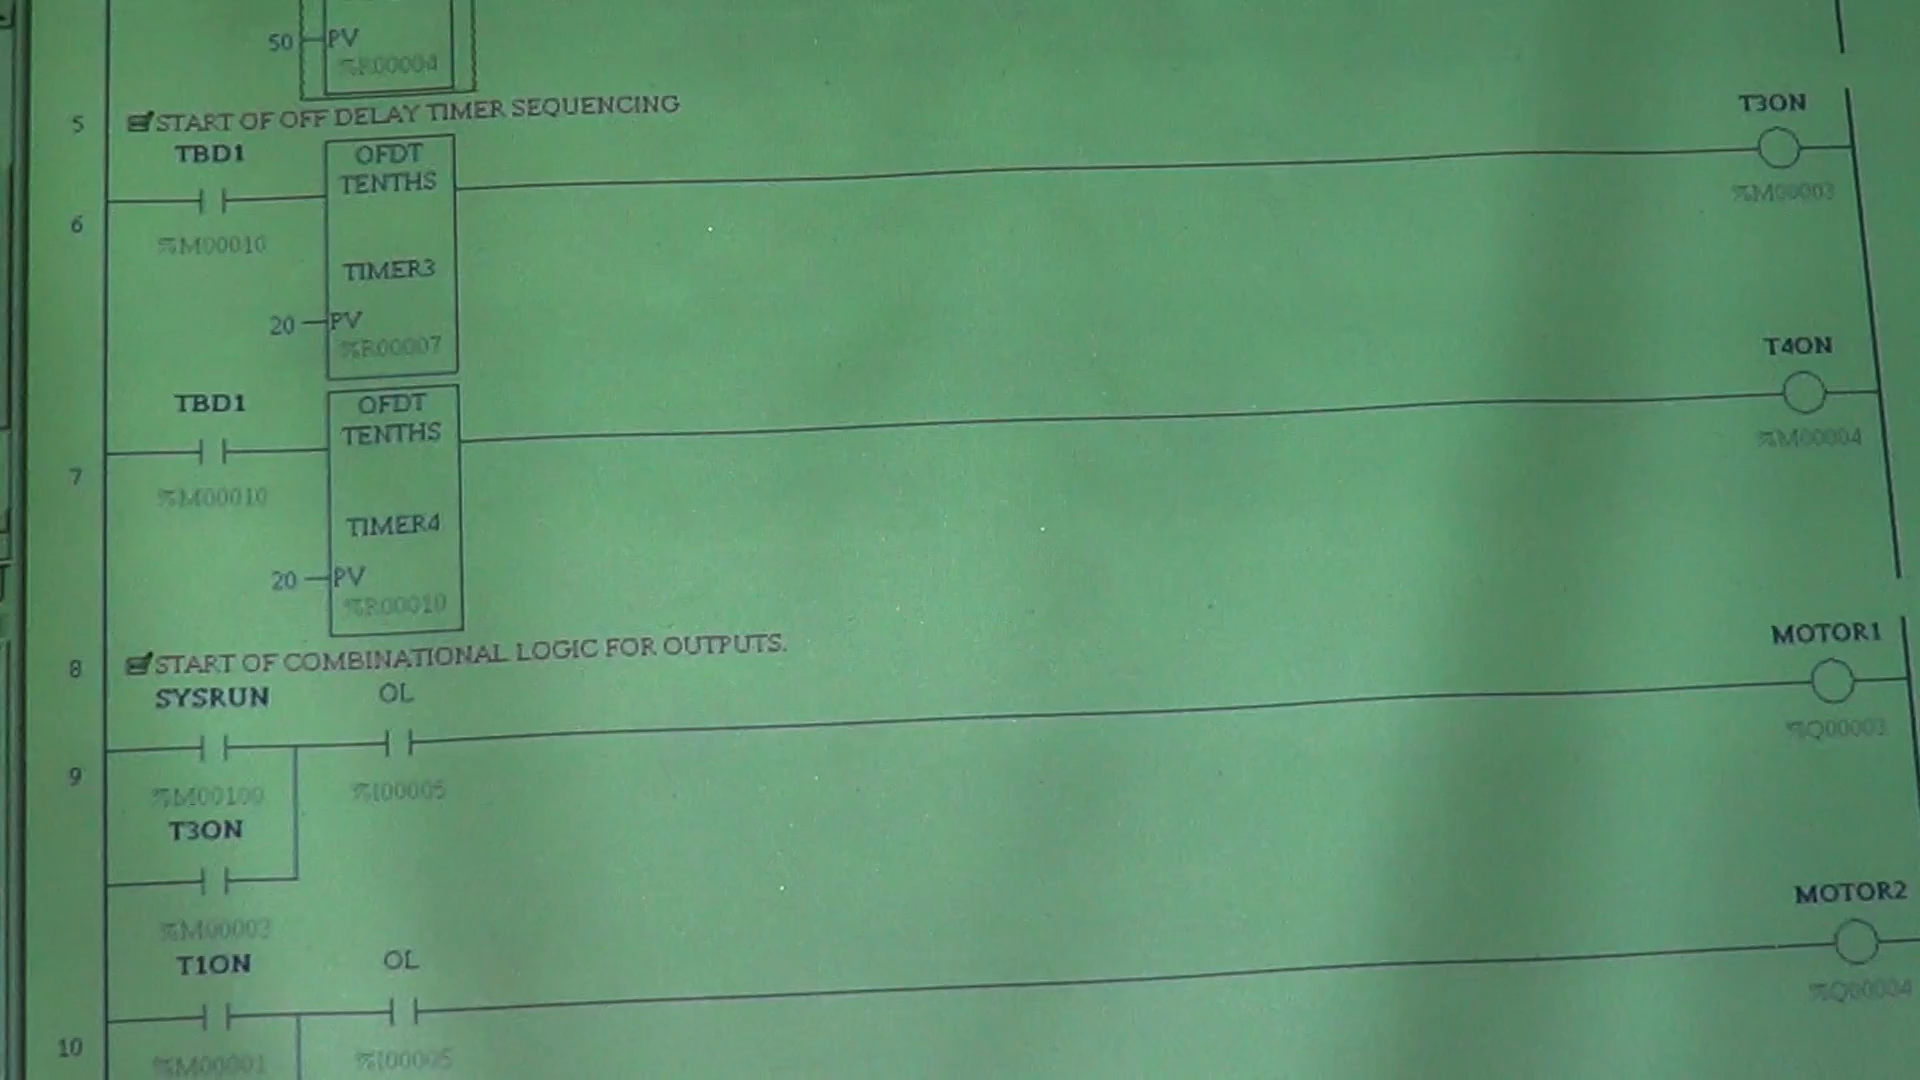 50 PV
%R00004
5 START OF OFF DELAY TIMER SEQUENCING
TBD1 OFDT TENTHS T3ON
6 %M00010 %M00003
TIMER3
20 PV
%R00007
TBD1 OFDT TENTHS T4ON
7 %M00010 %M00004
TIMER4
20 PV
%R00010
8 START OF COMBINATIONAL LOGIC FOR OUTPUTS.
SYSRUN OL MOTOR1
9 %M00100 %I00005 %Q00003
T3ON
%M00003
T1ON OL MOTOR2
10 %M00001 %I00005 %Q00004